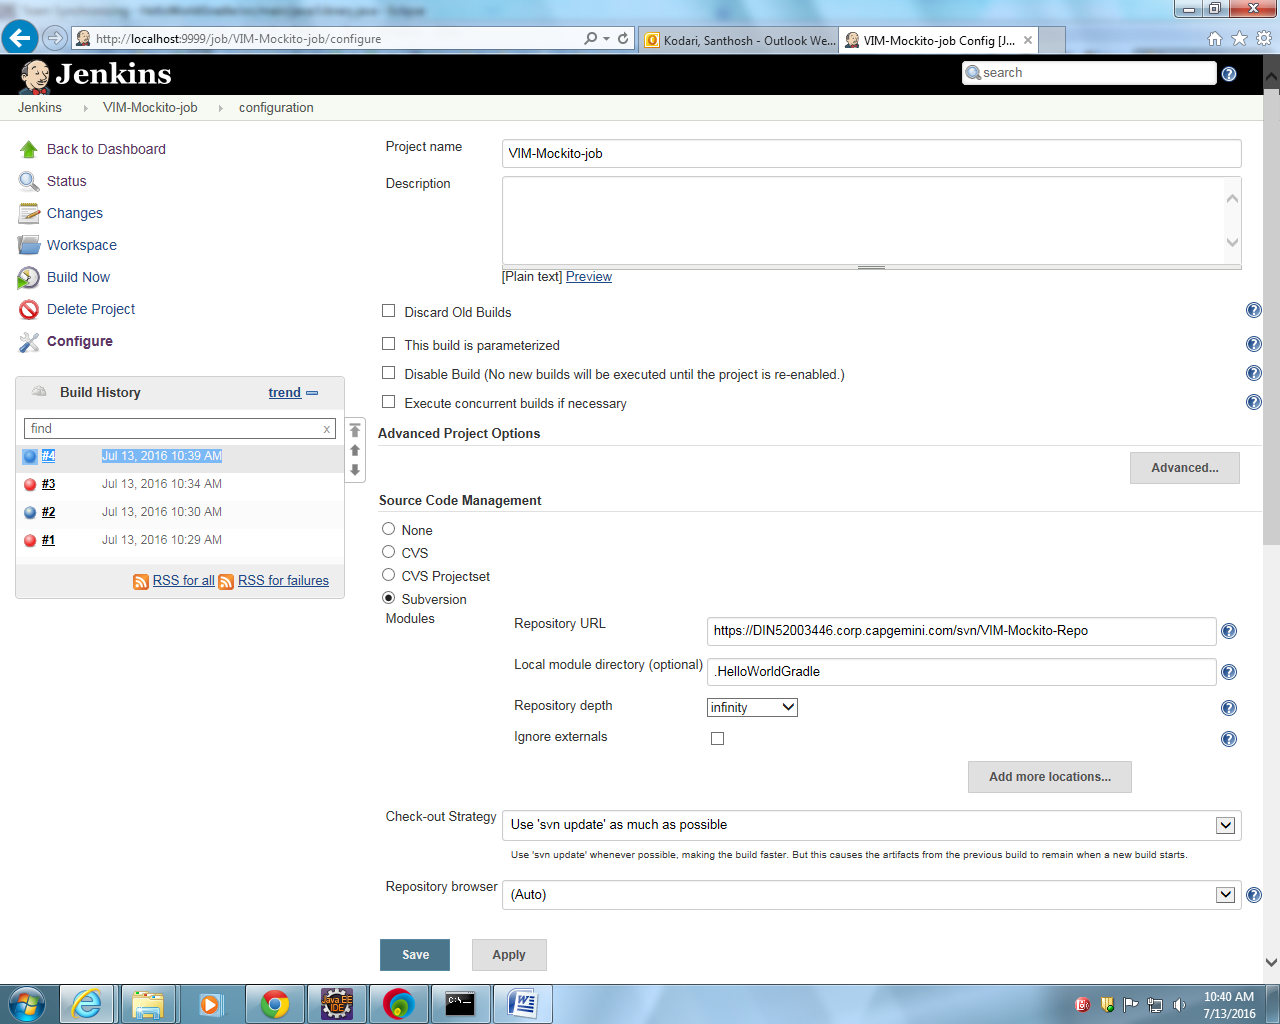 http://localhost:9999/job/VIM-Mockito-job/configure
Kodari, Santhosh - Outlook We...
VIM-Mockito-job Config [J...
Jenkins
search
Jenkins
VIM-Mockito-job
configuration
Back to Dashboard
Status
Changes
Workspace
Build Now
Delete Project
Configure
Build History
trend
find
x
#4 Jul 13, 2016 10:39 AM
#3 Jul 13, 2016 10:34 AM
#2 Jul 13, 2016 10:30 AM
#1 Jul 13, 2016 10:29 AM
RSS for all RSS for failures
Project name
VIM-Mockito-job
Description
[Plain text] Preview
Discard Old Builds
This build is parameterized
Disable Build (No new builds will be executed until the project is re-enabled.)
Execute concurrent builds if necessary
Advanced Project Options
Advanced...
Source Code Management
None
CVS
CVS Projectset
Subversion
Modules
Repository URL
https://DIN52003446.corp.capgemini.com/svn/VIM-Mockito-Repo
Local module directory (optional)
.HelloWorldGradle
Repository depth
infinity
Ignore externals
Add more locations...
Check-out Strategy
Use 'svn update' as much as possible
Use 'svn update' whenever possible, making the build faster. But this causes the artifacts from the previous build to remain when a new build starts.
Repository browser
(Auto)
Save
Apply
Java EE
IDE
C:\
10:40 AM
7/13/2016